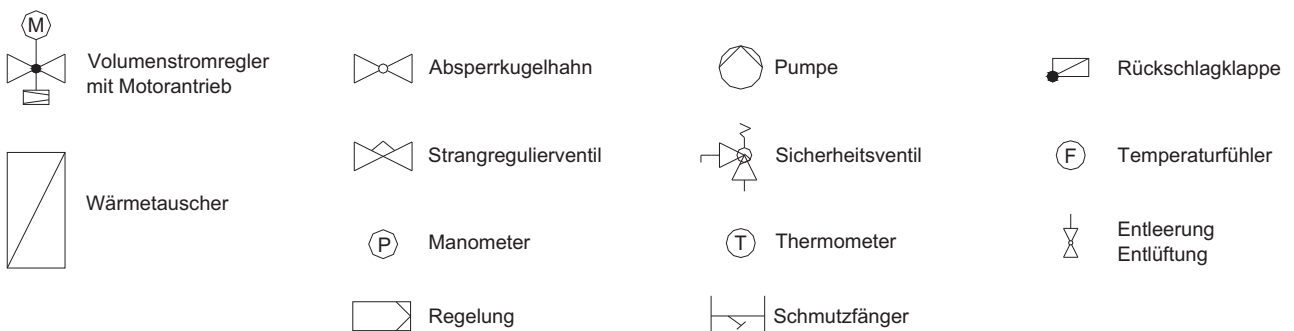 M
Volumenstromregler
mit Motorantrieb
Absperrkugelhahn
Pumpe
Rückschlagklappe
Wärmetauscher
Strangregulierventil
Sicherheitsventil
F
Temperaturfühler
P
Manometer
T
Thermometer
Entleerung
Entlüftung
Regelung
Schmutzfänger